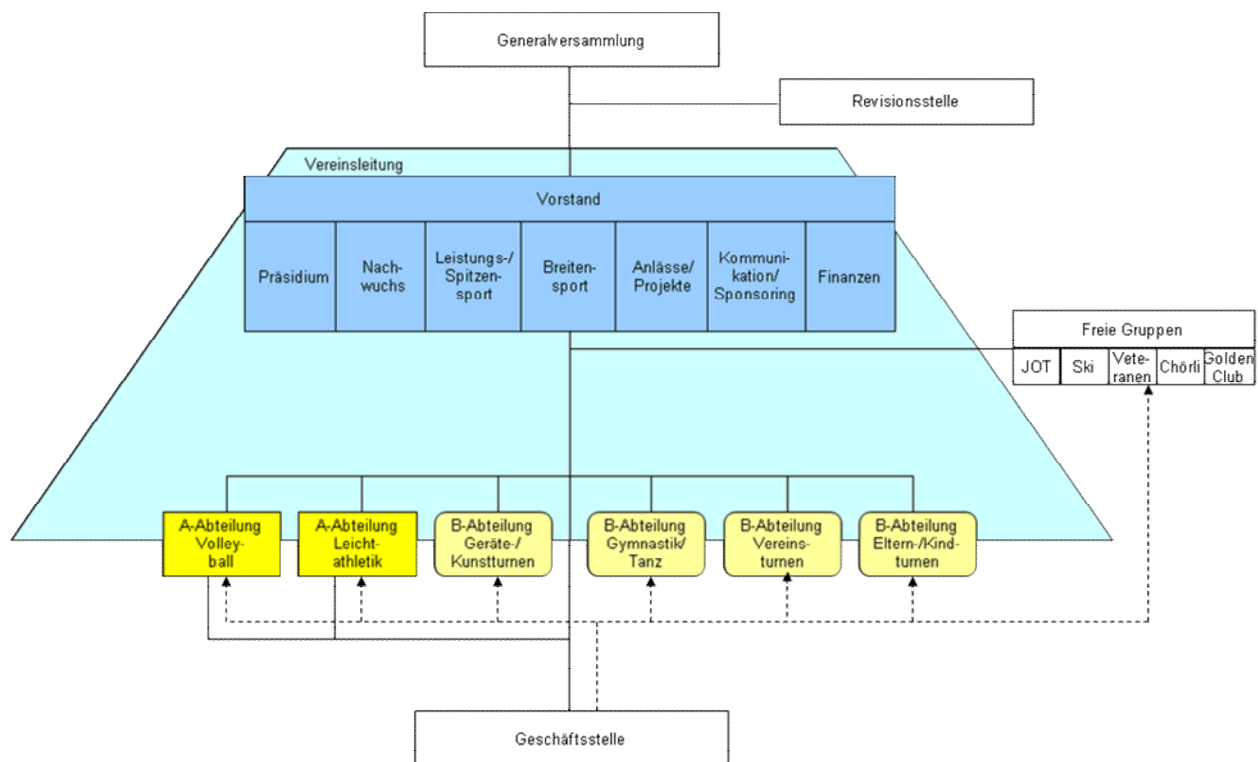 Generalversammlung
Revisionsstelle
Vereinsleitung
Vorstand
Präsidium
Nach-
wuchs
Leistungs-/
Spitzen-
sport
Breiten-
sport
Anlässe/
Projekte
Kommuni-
kation/
Sponsoring
Finanzen
Freie Gruppen
JOT
Ski
Vete-
ranen
Chörli
Golden
Club
A-Abteilung
Volley-
ball
A-Abteilung
Leicht-
athletik
B-Abteilung
Geräte-/
Kunstturnen
B-Abteilung
Gymnastik/
Tanz
B-Abteilung
Vereins-
turnen
B-Abteilung
Eltern-/Kind-
turnen
Geschäftsstelle